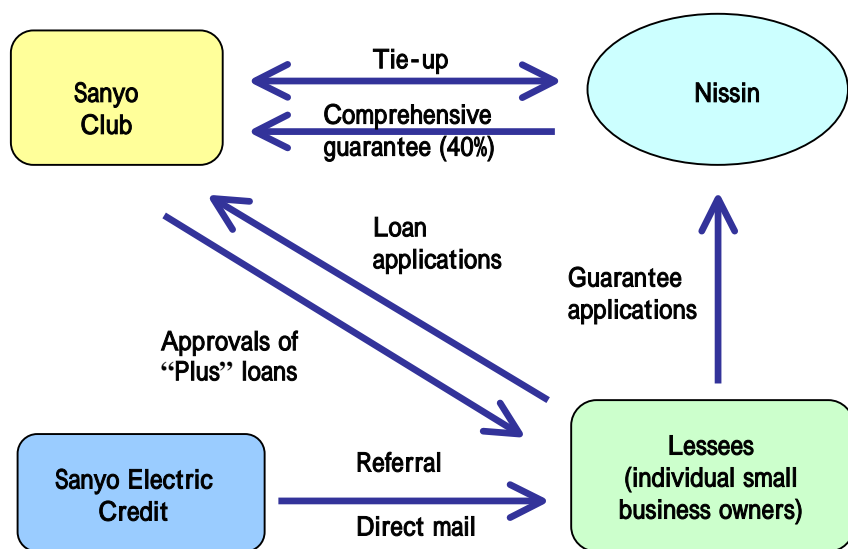 Tie-up
Sanyo
Club
Nissin
Comprehensive
guarantee (40%)
Loan
applications
Guarantee
applications
Approvals of
“Plus” loans
Lessees
(individual small
business owners)
Referral
Sanyo Electric
Credit
Direct mail